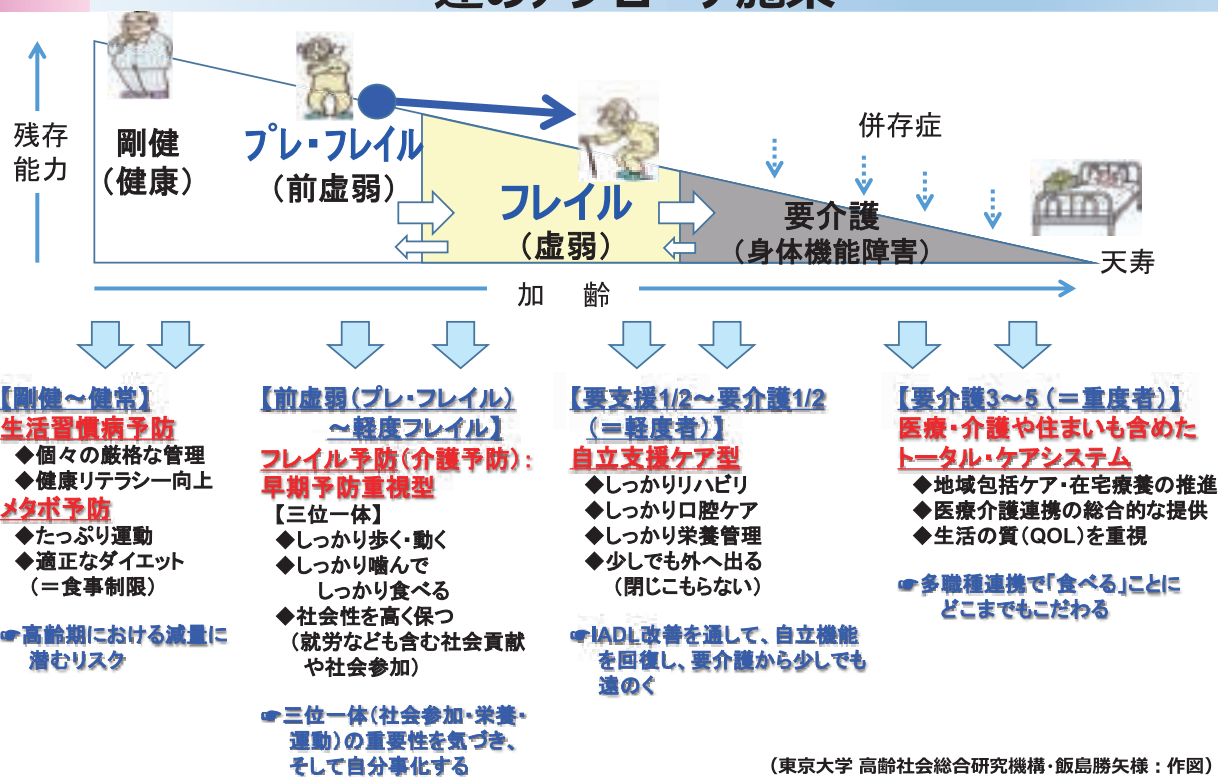 残存
能力
剛健
（健康）
プレ・フレイル
（前虚弱）
フレイル
（虚弱）
併存症
要介護
（身体機能障害）
天寿
加 齢
【剛健～健常】
生活習慣病予防
◆個々の厳格な管理
◆健康リテラシー向上
メタボ予防
◆たっぷり運動
◆適正なダイエット
（＝食事制限）
☛高齢期における減量に
潜むリスク
【前虚弱（プレ・フレイル）
～軽度フレイル】
フレイル予防（介護予防）：
早期予防重視型
【三位一体】
◆しっかり歩く・動く
◆しっかり噛んで
しっかり食べる
◆社会性を高く保つ
（就労なども含む社会貢献
や社会参加）
☛三位一体（社会参加・栄養・
運動）の重要性を気づき、
そして自分事化する
【要支援1/2～要介護1/2
（＝軽度者）】
自立支援ケア型
◆しっかりリハビリ
◆しっかり口腔ケア
◆しっかり栄養管理
◆少しでも外へ出る
（閉じこもらない）
☛IADL改善を通して、自立機能
を回復し、要介護から少しでも
遠のぐ
【要介護3～5（＝重度者）】
医療・介護や住まいも含めた
トータル・ケアシステム
◆地域包括ケア・在宅療養の推進
◆医療介護連携の総合的な提供
◆生活の質（QOL）を重視
☛多職種連携で「食べる」ことに
どこまでもこだわる
（東京大学 高齢社会総合研究機構・飯島勝矢様：作図）